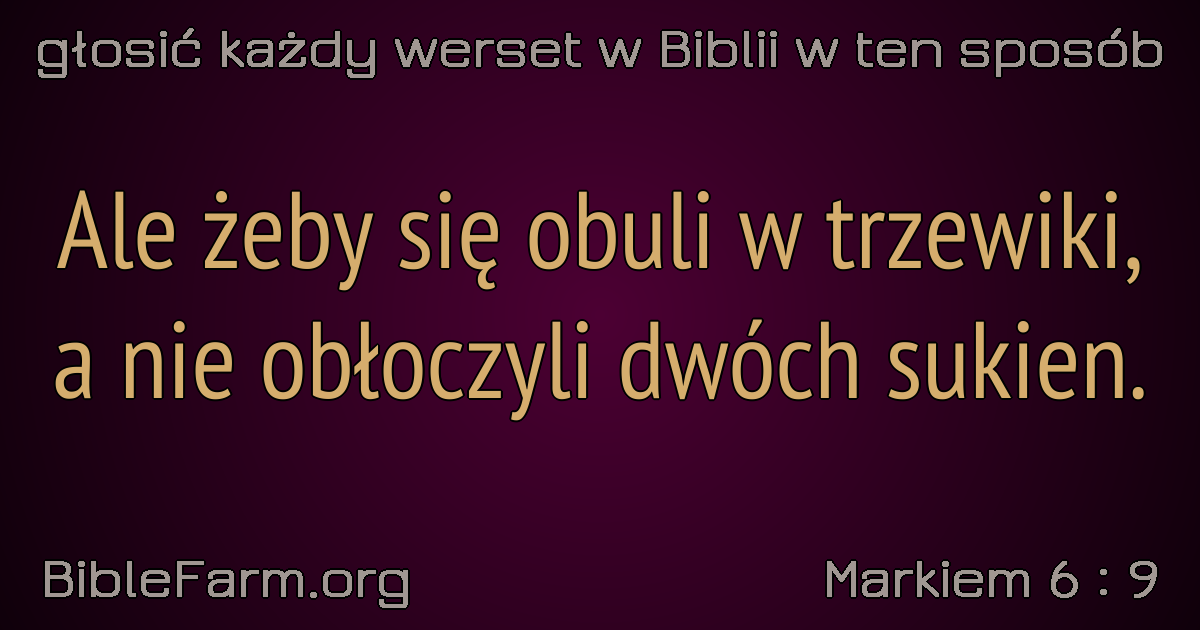 głosić każdy werset w Biblii w ten sposób
Ale żeby się obuli w trzewiki,
a nie obłoczyli dwóch sukien.
BibleFarm.org
Markiem 6 : 9